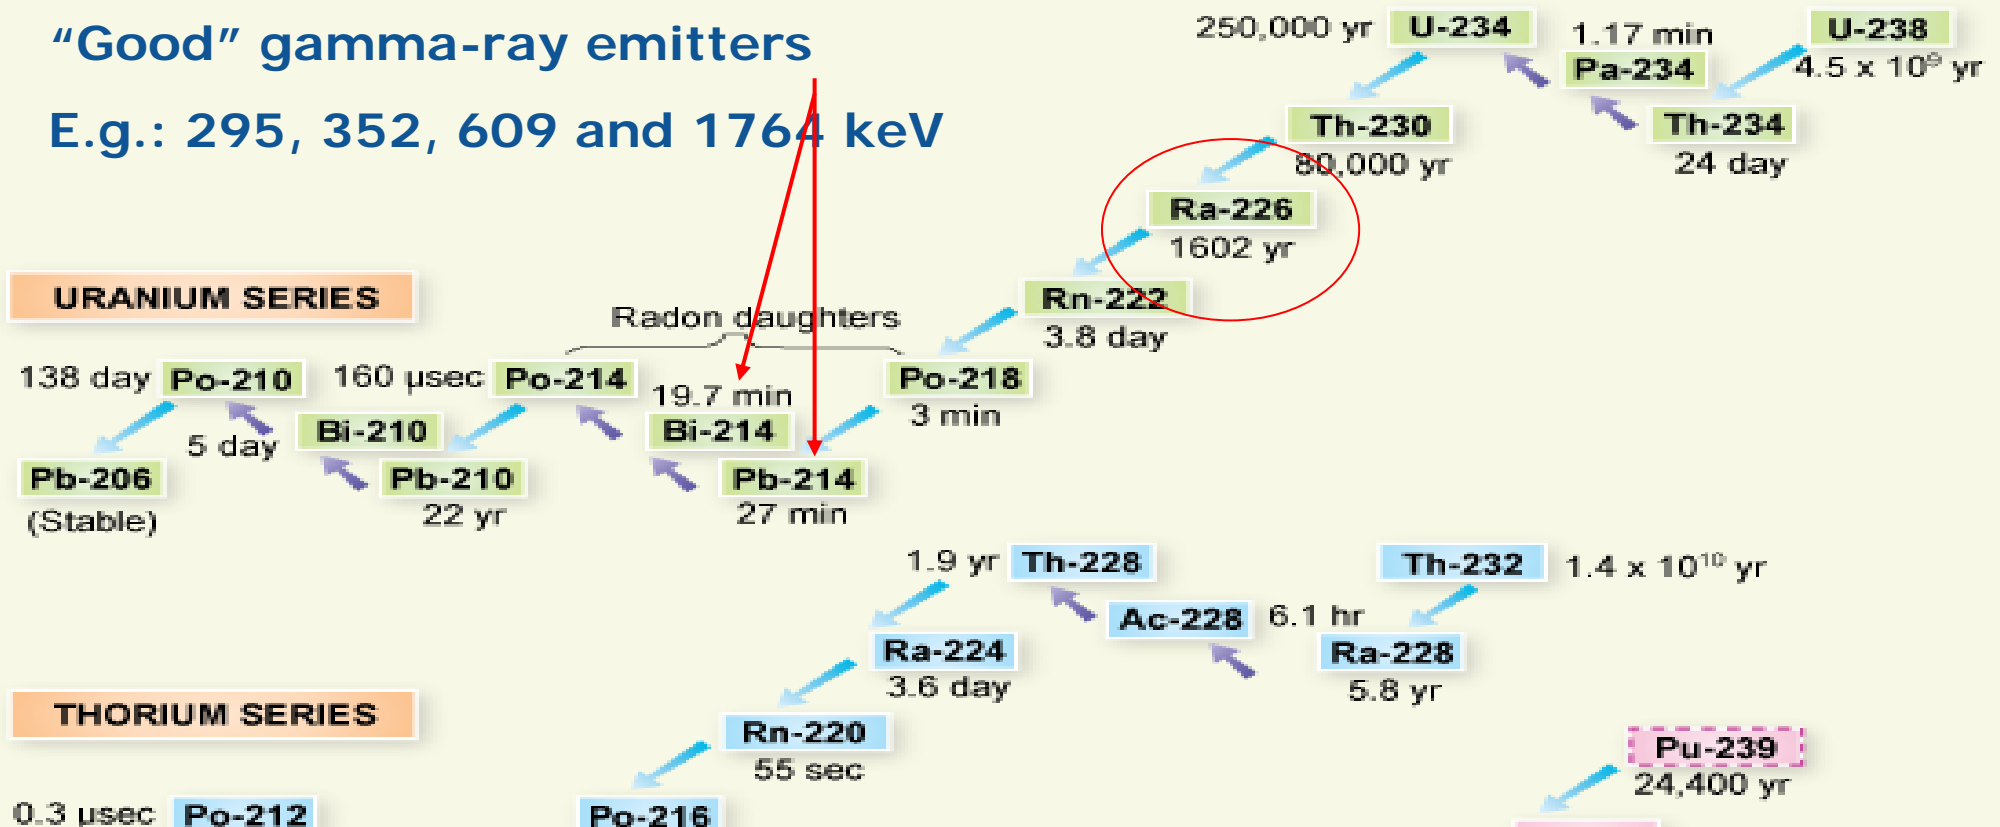 “Good” gamma-ray emitters
E.g.: 295, 352, 609 and 1764 keV
250,000 yr U-234 1.17 min U-238
Pa-234 4.5 x 10⁹ yr
Th-230 Th-234
80,000 yr 24 day
Ra-226
1602 yr
URANIUM SERIES
Rn-222
3.8 day
Radon daughters
138 day Po-210 160 µsec Po-214 19.7 min Po-218
3 min
5 day Bi-210 Bi-214
Pb-206 Pb-210 Pb-214
(Stable) 22 yr 27 min
1.9 yr Th-228 Th-232 1.4 x 10¹⁰ yr
Ac-228 6.1 hr
Ra-224 Ra-228
3.6 day 5.8 yr
THORIUM SERIES
Rn-220 Pu-239
55 sec 24,400 yr
0.3 µsec Po-212 Po-216